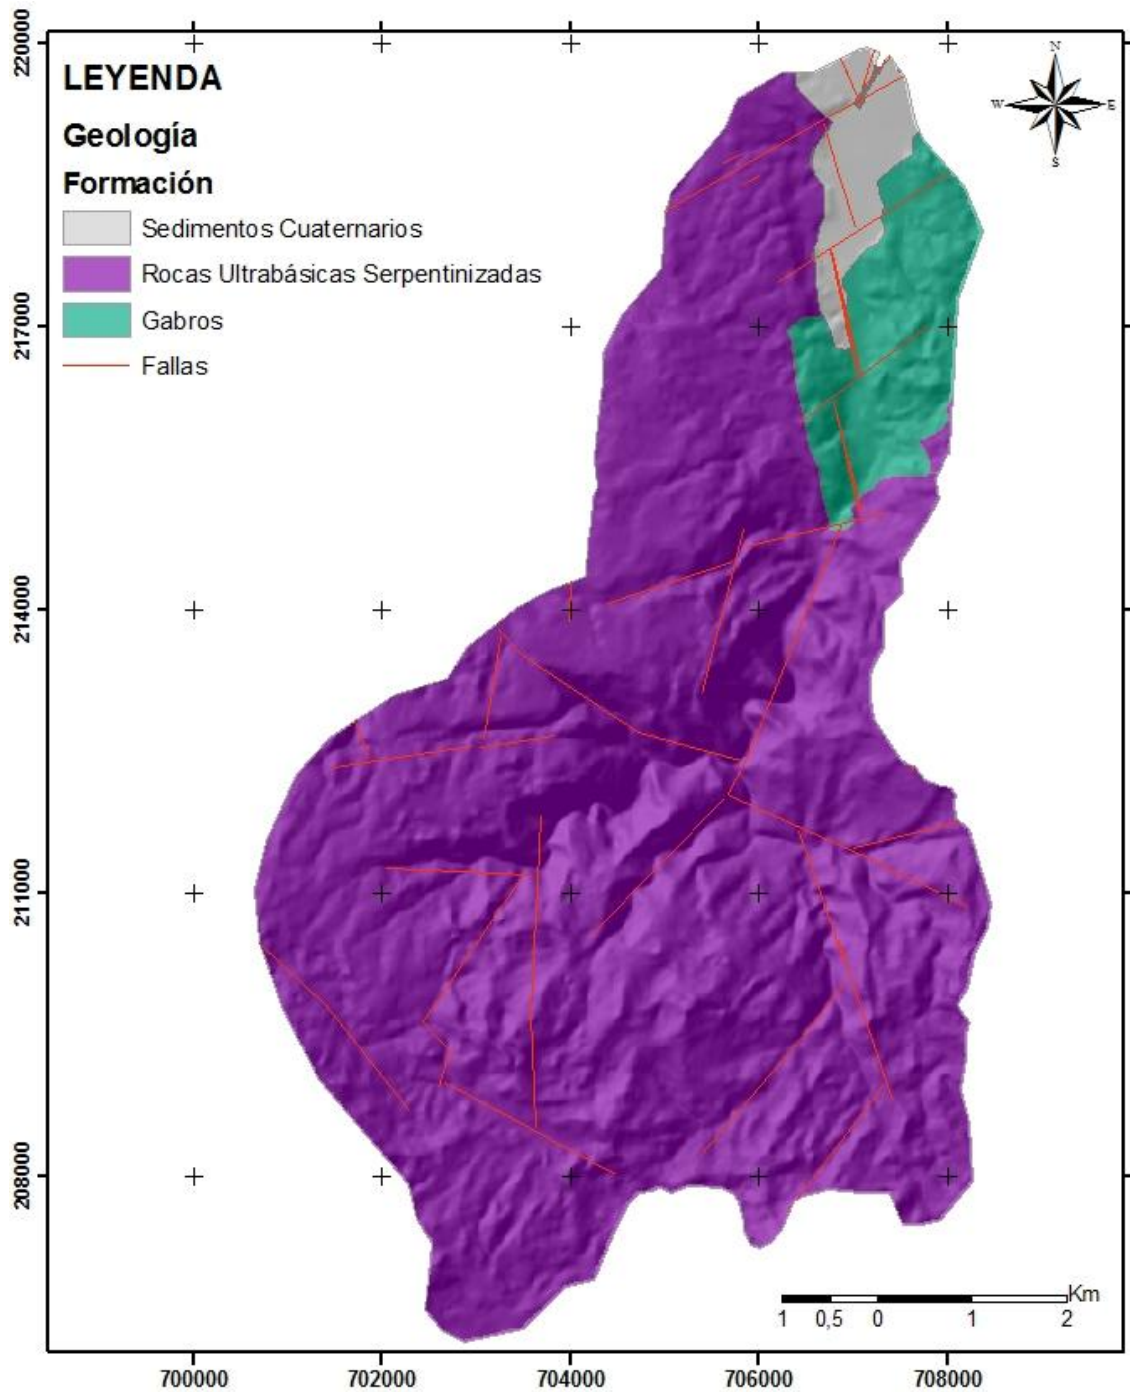 LEYENDA
Geología
Formación
Sedimentos Cuaternarios
Rocas Ultrabásicas Serpentinizadas
Gabros
Fallas
N
W E
S
220000
217000
214000
211000
208000
Km
1 0,5 0 1 2
700000 702000 704000 706000 708000